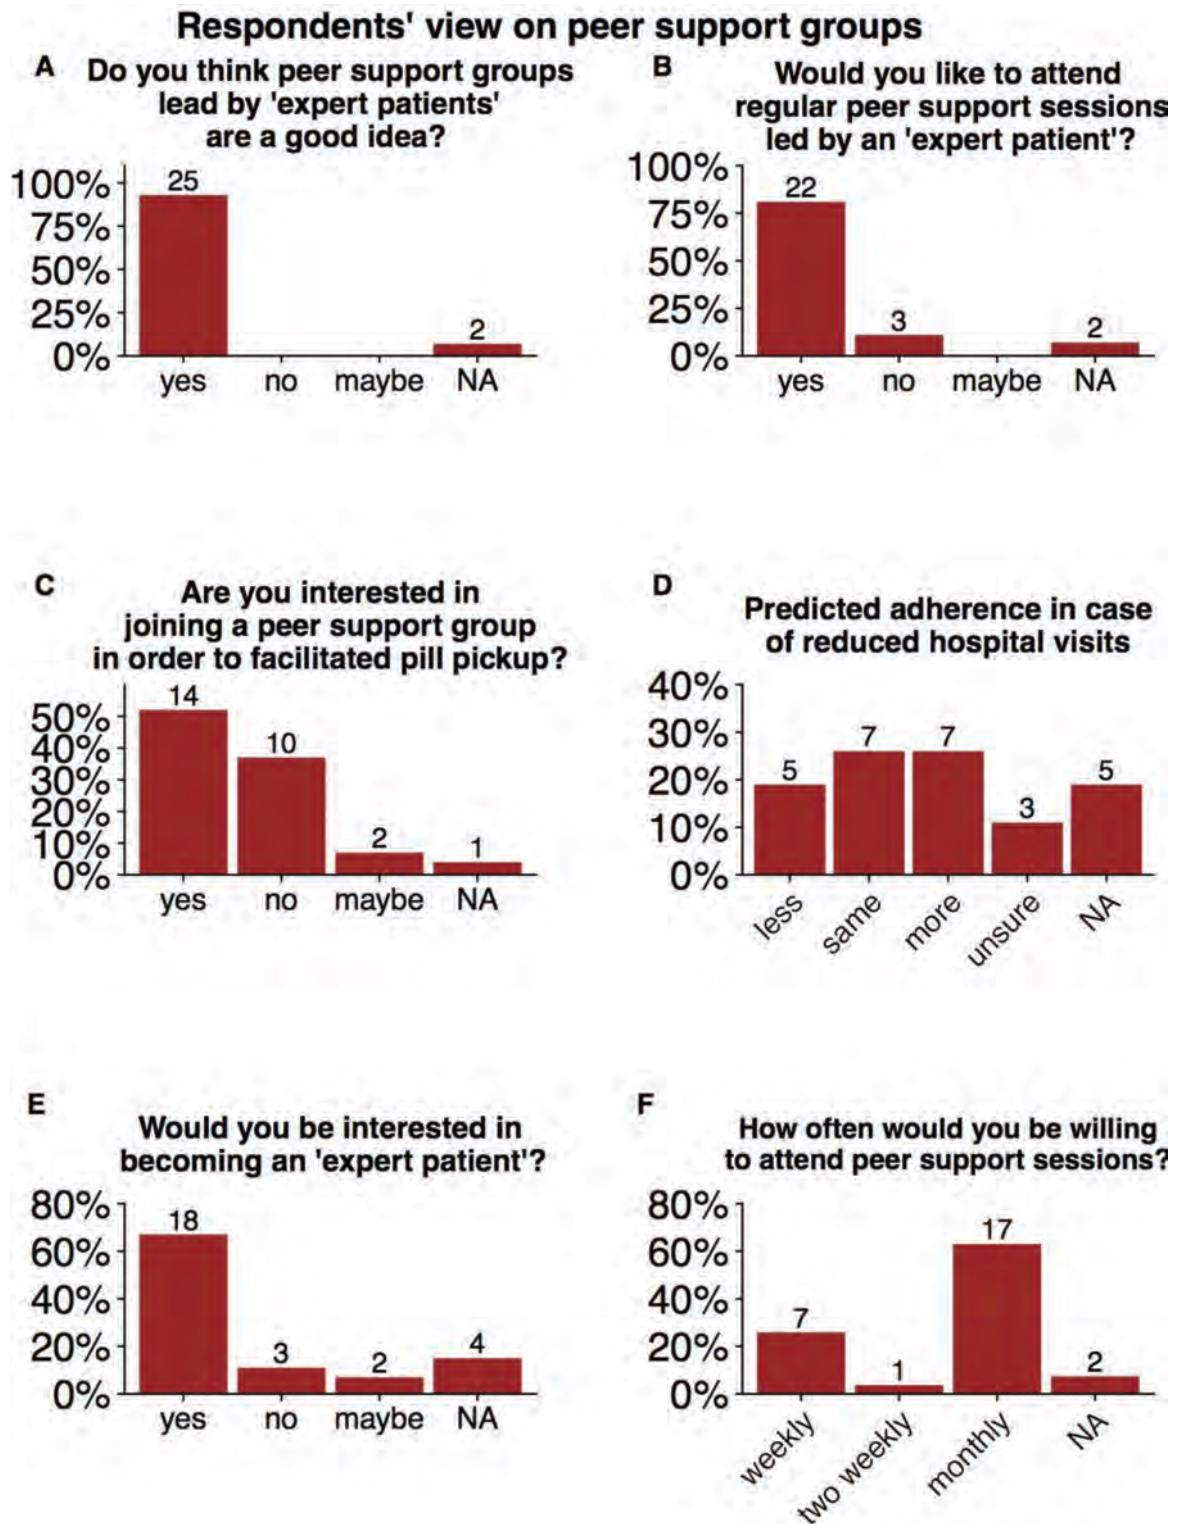 Respondents' view on peer support groups
A
Do you think peer support groups
lead by 'expert patients'
are a good idea?
100%
75%
50%
25%
0%
25
2
yes no maybe NA
B
Would you like to attend
regular peer support sessions
led by an 'expert patient'?
100%
75%
50%
25%
0%
22
3
2
yes no maybe NA
C
Are you interested in
joining a peer support group
in order to facilitated pill pickup?
50%
40%
30%
20%
10%
0%
14
10
2
1
yes no maybe NA
D
Predicted adherence in case
of reduced hospital visits
40%
30%
20%
10%
0%
5
7
7
3
5
less
same
more
unsure
NA
E
Would you be interested in
becoming an 'expert patient'?
80%
60%
40%
20%
0%
18
3
2
4
yes no maybe NA
F
How often would you be willing
to attend peer support sessions?
80%
60%
40%
20%
0%
7
1
17
2
weekly
two weekly
monthly
NA